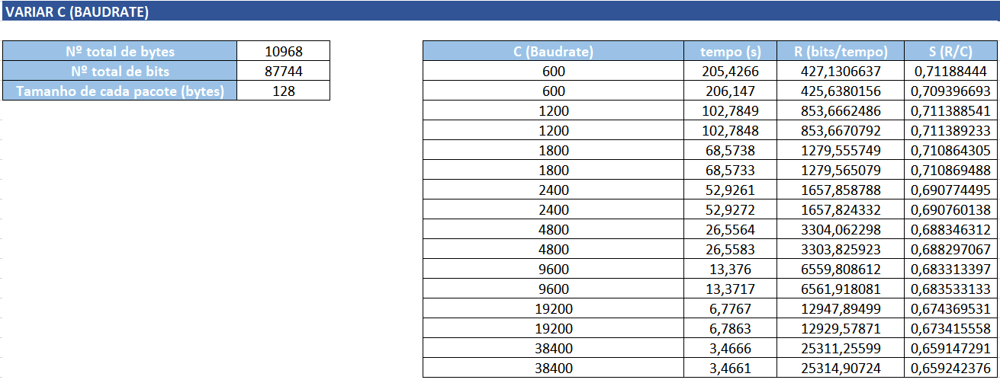 VARIAR C (BAUDRATE)
Nº total de bytes 10968
Nº total de bits 87744
Tamanho de cada pacote (bytes) 128
C (Baudrate) tempo (s) R (bits/tempo) S (R/C)
600 205,4266 427,1306637 0,71188444
600 206,147 425,6380156 0,709396693
1200 102,7849 853,6662486 0,711388541
1200 102,7848 853,6670792 0,711389233
1800 68,5738 1279,555749 0,710864305
1800 68,5733 1279,565079 0,710869488
2400 52,9261 1657,858788 0,690774495
2400 52,9272 1657,824332 0,690760138
4800 26,5564 3304,062298 0,688346312
4800 26,5583 3303,825923 0,688297067
9600 13,376 6559,808612 0,683313397
9600 13,3717 6561,918081 0,683533133
19200 6,7767 12947,89499 0,674369531
19200 6,7863 12929,57871 0,673415558
38400 3,4666 25311,25599 0,659147291
38400 3,4661 25314,90724 0,659242376